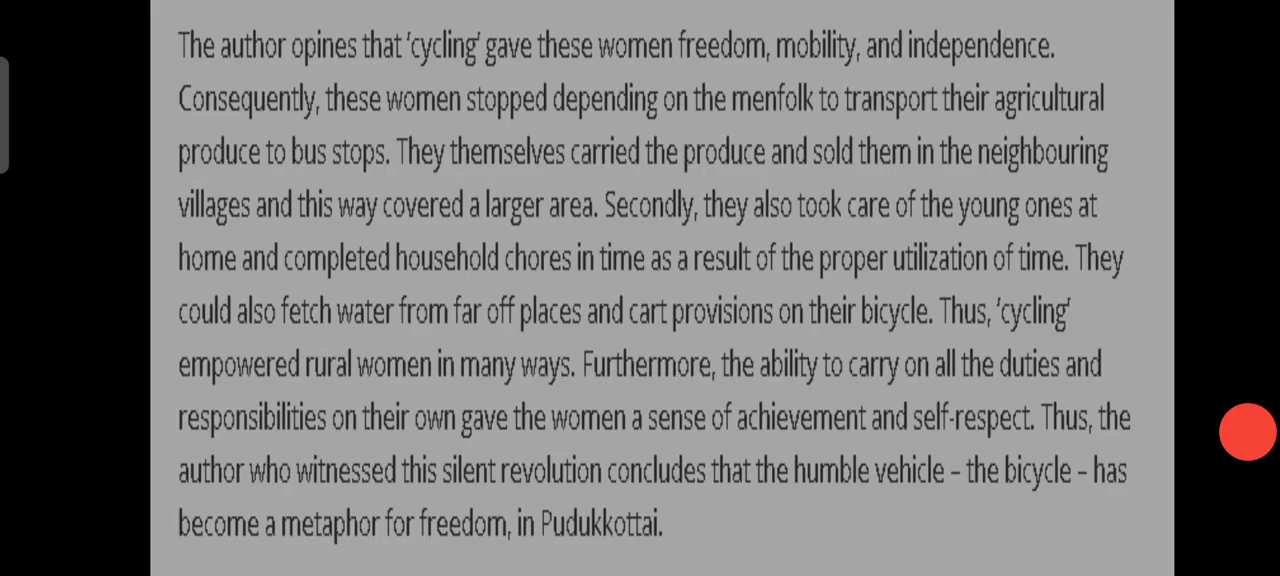 The author opines that ‘cycling’ gave these women freedom, mobility, and independence.
Consequently, these women stopped depending on the menfolk to transport their agricultural
produce to bus stops. They themselves carried the produce and sold them in the neighbouring
villages and this way covered a larger area. Secondly, they also took care of the young ones at
home and completed household chores in time as a result of the proper utilization of time. They
could also fetch water from far off places and cart provisions on their bicycle. Thus, ‘cycling’
empowered rural women in many ways. Furthermore, the ability to carry on all the duties and
responsibilities on their own gave the women a sense of achievement and self-respect. Thus, the
author who witnessed this silent revolution concludes that the humble vehicle – the bicycle – has
become a metaphor for freedom, in Pudukkottai.